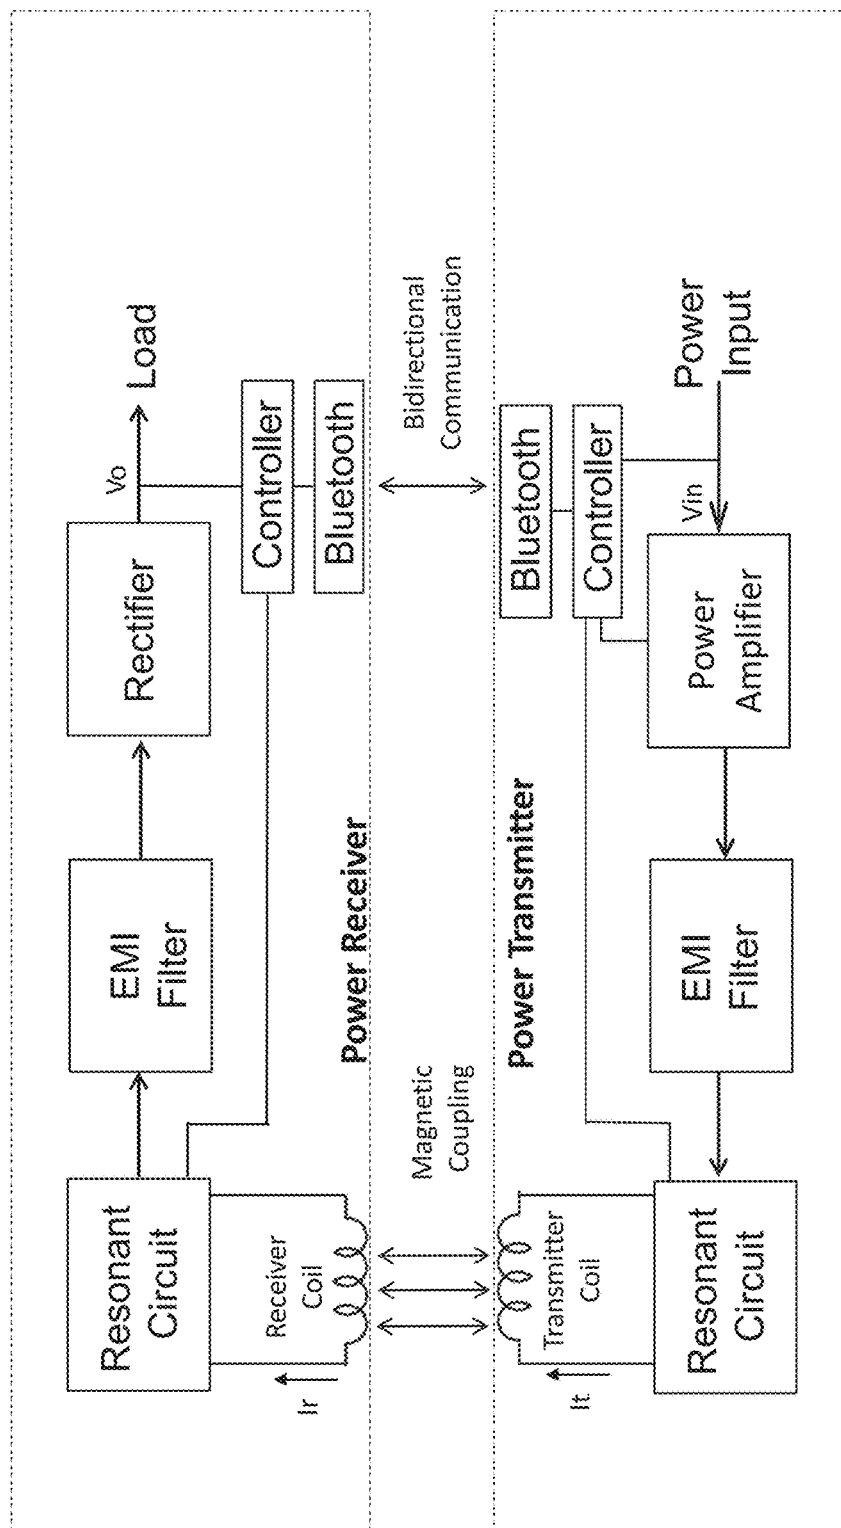 Resonant
Circuit
EMI
Filter
Rectifier
Vo
Load
Ir
Receiver
Coil
Controller
Bluetooth
Power Receiver
Magnetic
Coupling
Bidirectional
Communication
Power Transmitter
It
Transmitter
Coil
Bluetooth
Controller
Resonant
Circuit
EMI
Filter
Power
Amplifier
Vin
Power
Input